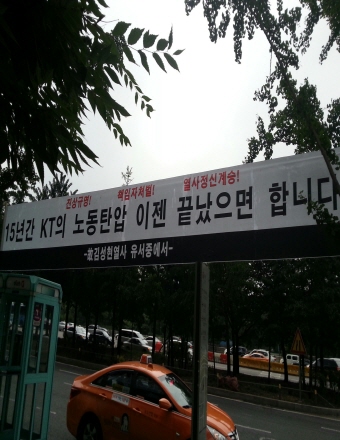 진상규명! 책임자처벌! 열사정신계승!
15년간 KT의 노동탄압 이젠 끝났으면 합니다
-故김성현열사 유서중에서-